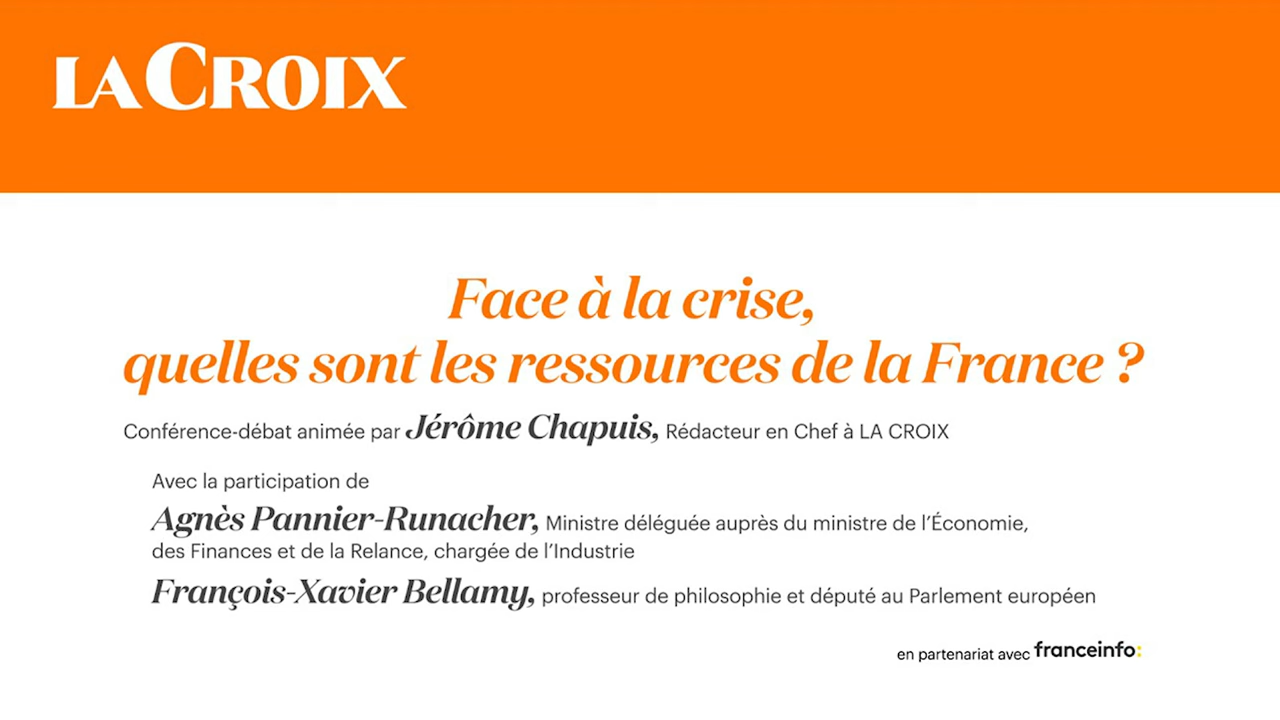 LA CROIX
Face à la crise,
quelles sont les ressources de la France ?
Conférence-débat animée par Jérôme Chapuis, Rédacteur en Chef à LA CROIX
Avec la participation de
Agnès Pannier-Runacher, Ministre déléguée auprès du ministre de l’Économie,
des Finances et de la Relance, chargée de l’Industrie
François-Xavier Bellamy, professeur de philosophie et député au Parlement européen
en partenariat avec franceinfo: